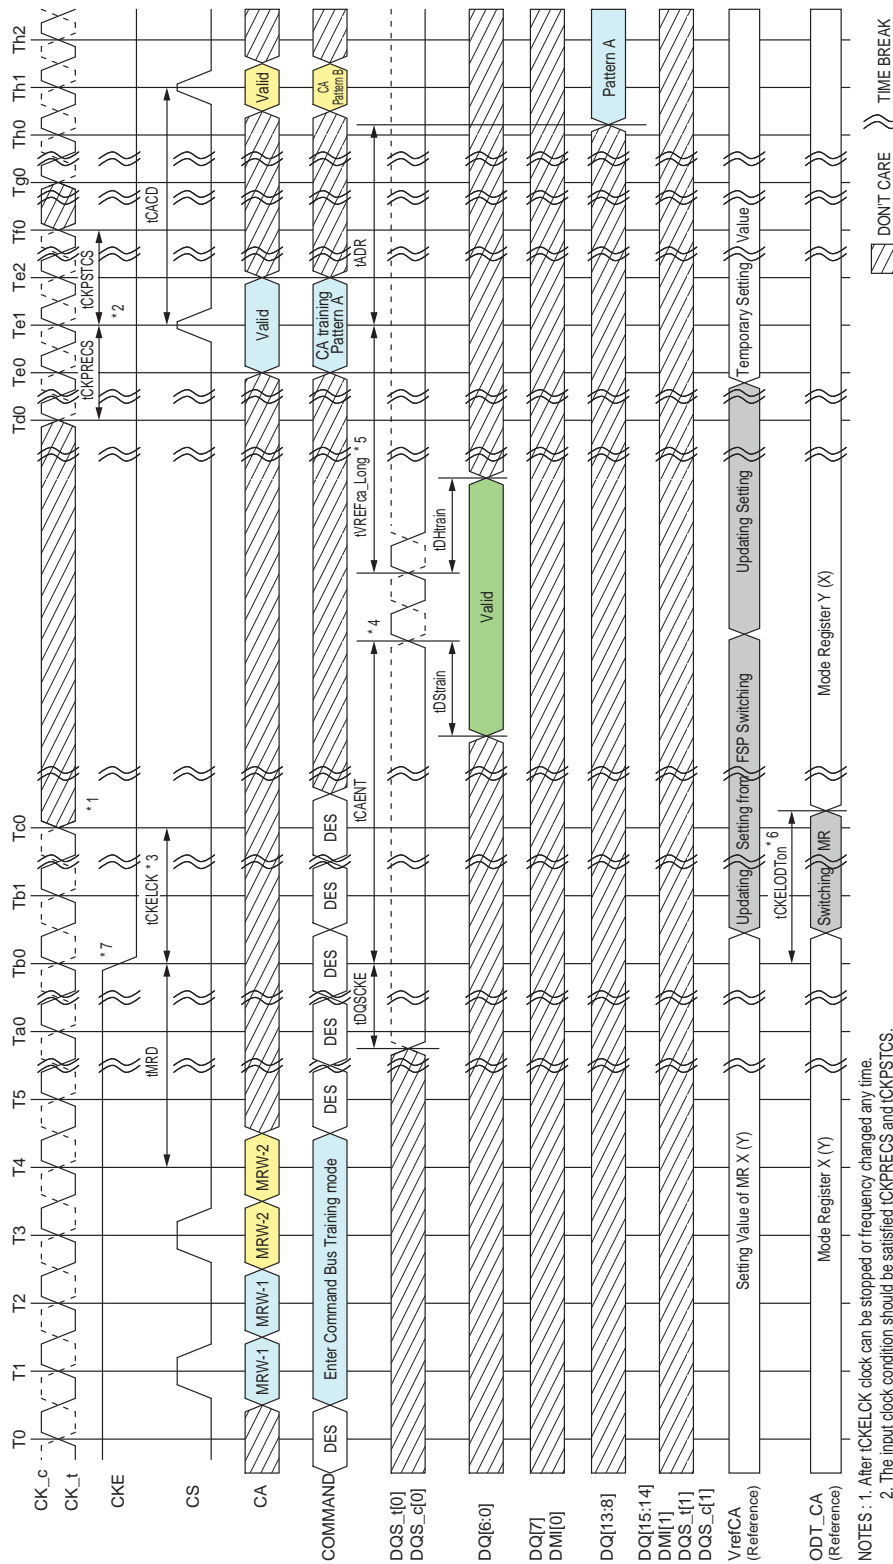 T0 T1 T2 T3 T4 T5 Ta0 Tb0 Tb1 Tc0 Td0 Te0 Te1 Te2 Tf0 Tg0 Th0 Th1 Th2
CK_c
CK_t
tCKPRECS tCKPSTCS
* 1 * 2
CKE
* 7
tMRD tCKELCK * 3 tCACD
CS
CA
MRW-1 MRW-1 MRW-2 MRW-2 Valid Valid
COMMAND
DES Enter Command Bus Training mode DES DES DES DES DES CA training Pattern A CA Pattern B
tDQSCKE tCAENT * 4 tVREFca_Long * 5 tADR
DQS_t[0]
DQS_c[0]
tDStrain tDHtrain
DQ[6:0]
Valid
DQ[7]
DMI[0]
DQ[13:8]
Pattern A
DQ[15:14]
DMI[1]
DQS_t[1]
DQS_c[1]
VrefCA
(Reference)
Setting Value of MR X (Y) Updating Setting from FSP Switching Updating Setting Temporary Setting Value
tCKELODTon * 6
ODT_CA
(Reference)
Mode Register X (Y) Switching MR Mode Register Y (X)
NOTES : 1. After tCKELCK clock can be stopped or frequency changed any time.
2. The input clock condition should be satisfied tCKPRECS and tCKPSTCS.
DON'T CARE TIME BREAK